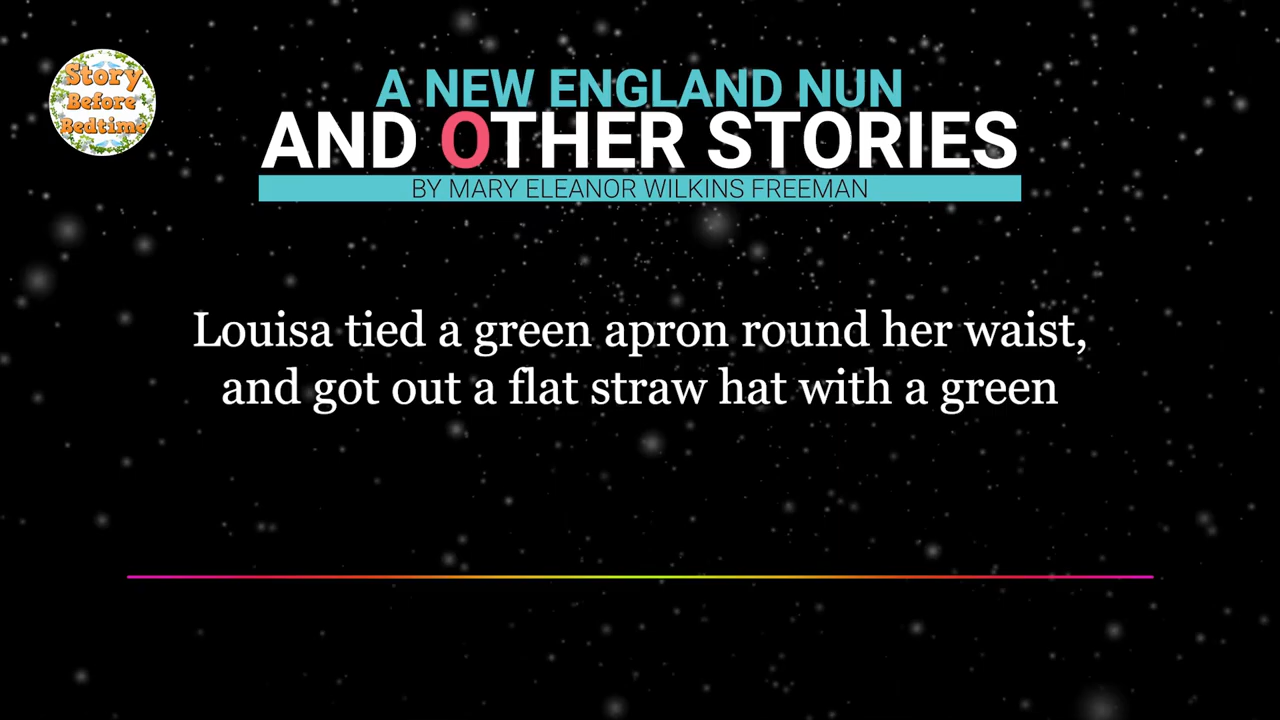 Story
Before
Bedtime
A NEW ENGLAND NUN
AND OTHER STORIES
BY MARY ELEANOR WILKINS FREEMAN
Louisa tied a green apron round her waist,
and got out a flat straw hat with a green